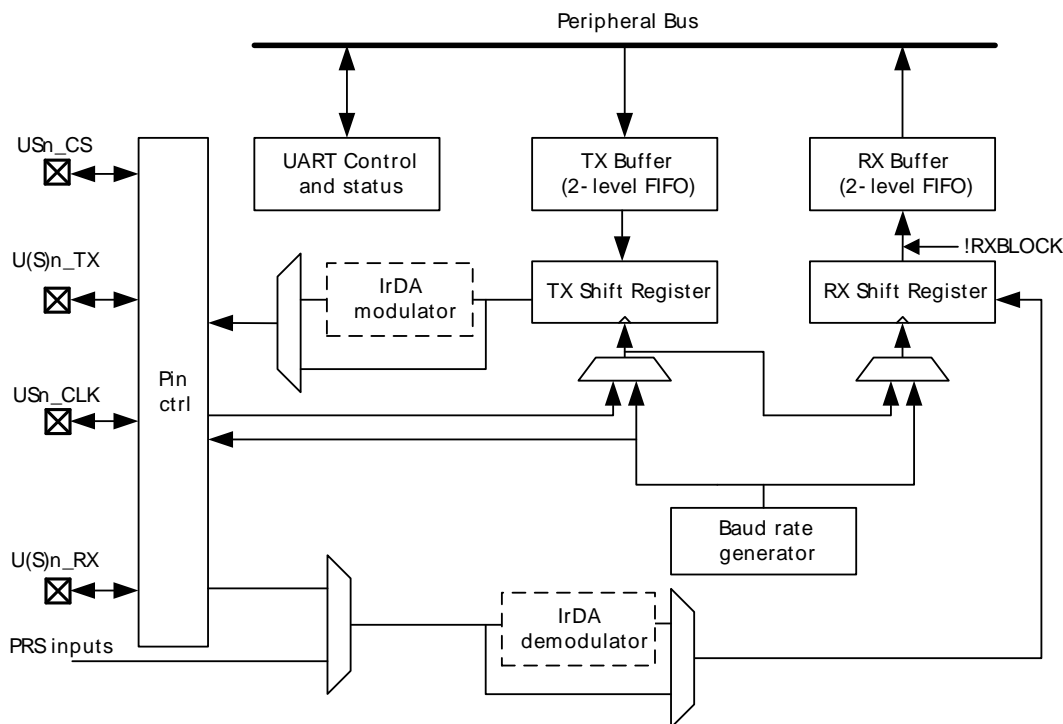 Peripheral Bus
USn_CS
UART Control
and status
TX Buffer
(2- level FIFO)
RX Buffer
(2- level FIFO)
!RXBLOCK
U(S)n_TX
IrDA
modulator
TX Shift Register
RX Shift Register
USn_CLK
Pin
ctrl
Baud rate
generator
U(S)n_RX
IrDA
demodulator
PRS inputs